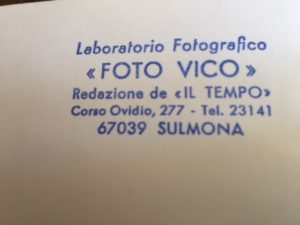 Laboratorio Fotografico
« FOTO VICO »
Redazione de «IL TEMPO»
Corso Ovidio, 277 - Tel. 23141
67039 SULMONA